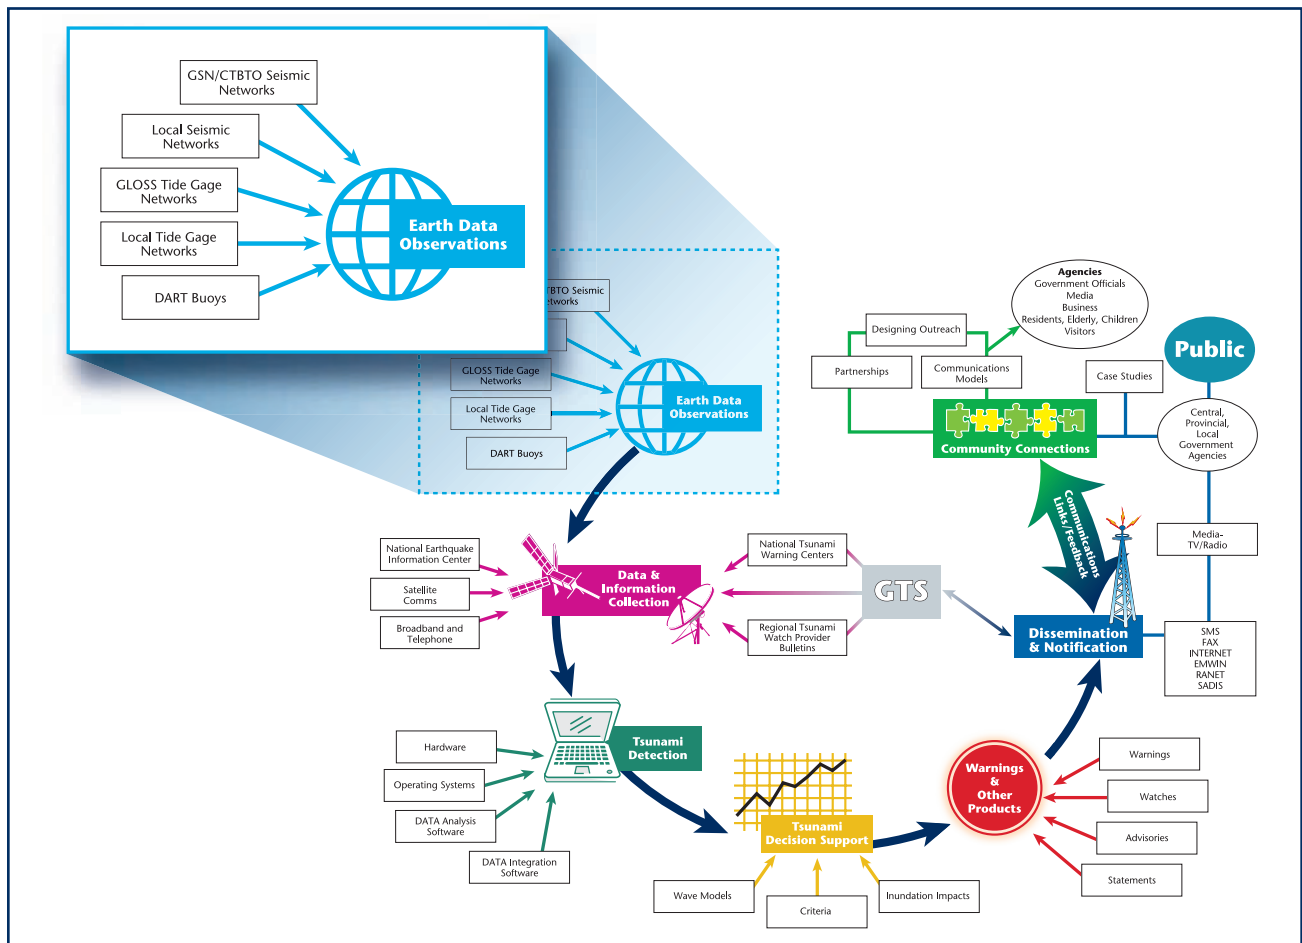 GSN/CTBTO Seismic
Networks
Local Seismic
Networks
GLOSS Tide Gage
Networks
Local Tide Gage
Networks
DART Buoys
Earth Data
Observations
Seismic
GLOSS Tide Gage
Networks
Local Tide Gage
Networks
DART Buoys
Earth Data
Observations
Agencies
Government Officials
Media
Business
Residents, Elderly, Children
Visitors
Designing Outreach
Partnerships
Communications
Models
Public
Case Studies
Central,
Provincial,
Local
Government
Agencies
Community Connections
Communications
Links/Feedback
Media-
TV/Radio
National Earthquake
Information Center
Satellite
Comms
Broadband and
Telephone
Data &
Information
Collection
National Tsunami
Warning Centers
GTS
Regional Tsunami
Watch Provider
Bulletins
Dissemination
& Notification
SMS
FAX
INTERNET
EMWIN
RANET
SADIS
Hardware
Operating Systems
DATA Analysis
Software
DATA Integration
Software
Tsunami
Detection
Tsunami
Decision Support
Wave Models
Criteria
Inundation Impacts
Warnings
&
Other
Products
Warnings
Watches
Advisories
Statements